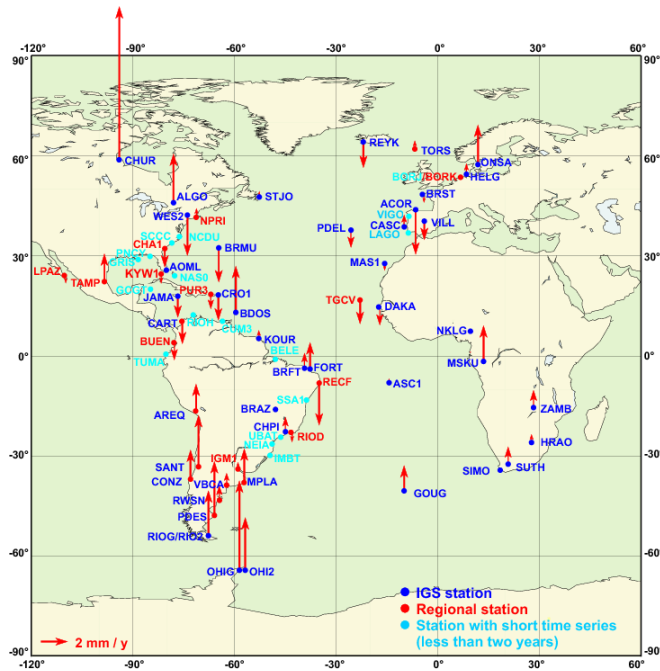 -120° -90° -60° -30° 0° 30° 60°
90° 90°
REYK TORS
CHUR ONSA
60° 60°
BORK HELG
ALGO STJO BRST
ACOR
WES2 NPRI VIGO
CASC VILL
SCCC NCDU PDEL LAGO
CHA1 BRMU
30° 30°
AOML MAS1
LPAZ KYW1 NAS0
TAMP PUR3
JAMA CRO1 TGCV
BDOS DAKA
CART
CUM3
BUEN KOUR NKLG
0° BELE 0°
TUMA BRFT FORT MSKU
RECF ASC1
SSA1
AREQ BRAZ ZAMB
CHPI
UBAT RIOD HRAO
NEIA
-30° IGM1 IMBT -30°
SANT SIMO SUTH
CONZ VBCA MPLA
RWSN GOUG
PDES
RIOG/RIO2
-60° -60°
OHIG OHI2
IGS station
Regional station
Station with short time series
(less than two years)
2 mm / y
-90° -90°
-120° -90° -60° -30° 0° 30° 60°